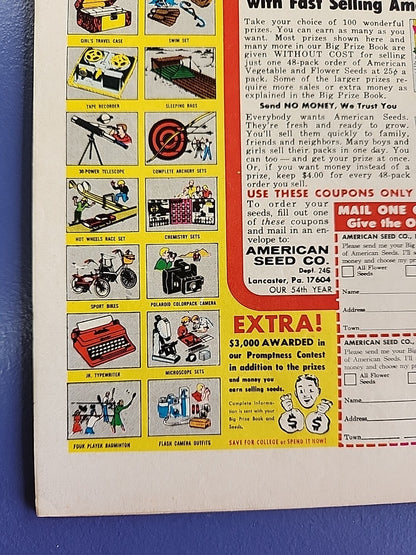 GIRL'S TRAVEL CASE
SWIM SET
TAPE RECORDER
SLEEPING BAGS
30-POWER TELESCOPE
COMPLETE ARCHERY SETS
HOT WHEELS RACE SET
CHEMISTRY SETS
SPORT BIKES
POLAROID COLORPACK CAMERA
JR. TYPEWRITER
MICROSCOPE SETS
FOUR PLAYER BADMINTON
FLASH CAMERA OUTFITS
with Fast Selling Am
Take your choice of 100 wonderful
prizes. You can earn as many as you
want. Most prizes shown here and
many more in our Big Prize Book are
given WITHOUT COST for selling
just one 48-pack order of American
Vegetable and Flower Seeds at 25¢ a
pack. Some of the larger prizes
require more sales or extra money as
explained in the Big Prize Book.
Send NO MONEY, We Trust You
Everybody wants American Seeds.
They're fresh and ready to grow.
You'll sell them quickly to family,
friends and neighbors. Many boys and
girls sell their packs in one day. You
can too — and get your prize at once.
Or, if you want money instead of a
prize, keep $4.00 for every 48-pack
order you sell.
USE THESE COUPONS ONLY
To order your
seeds, fill out one
of these coupons
and mail in an en-
velope to:
AMERICAN
SEED CO.
Dept. 245
Lancaster, Pa. 17604
OUR 54th YEAR
EXTRA!
$3,000 AWARDED in
our Promptness Contest
in addition to the prizes
and money you
earn selling seeds.
Complete informa-
tion is sent with
your Big Prize Book
and Seeds.
$ $
SAVE FOR COLLEGE or SPEND IT NOW!
MAIL ONE C
Give the O
AMERICAN SEED CO.,
Please send me your Big
of American Seeds. I'll
money and choose my pr
All Flower
Seeds
Name
Address
Town
AMERICAN SEED CO.,
Please send me your Big
of American Seeds. I'll
money and choose my pr
All Flower
Seeds
Name
Address
Town